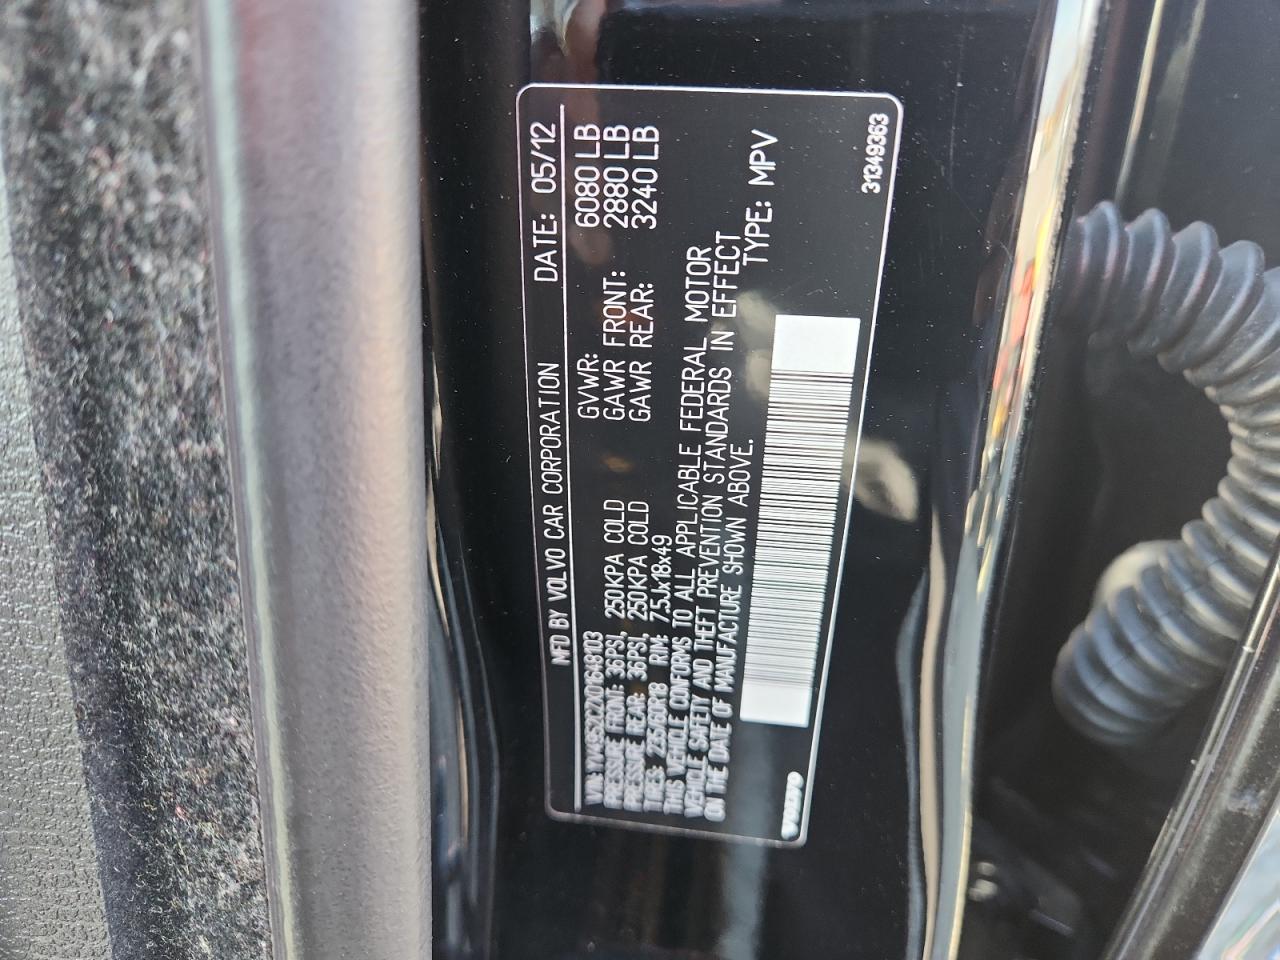 MFD BY VOLVO CAR CORPORATION DATE: 05/12
VIN: YV4952CZ1D1648103 GVWR: 6080 LB
PRESSURE FRONT: 36PSI, 250KPA COLD GAWR FRONT: 2880 LB
PRESSURE REAR: 36PSI, 250KPA COLD GAWR REAR: 3240 LB
TIRES: 235/60R18 RIM: 7.5Jx18x49
THIS VEHICLE CONFORMS TO ALL APPLICABLE FEDERAL MOTOR
VEHICLE SAFETY AND THEFT PREVENTION STANDARDS IN EFFECT
ON THE DATE OF MANUFACTURE SHOWN ABOVE. TYPE: MPV
VOLVO
31349363